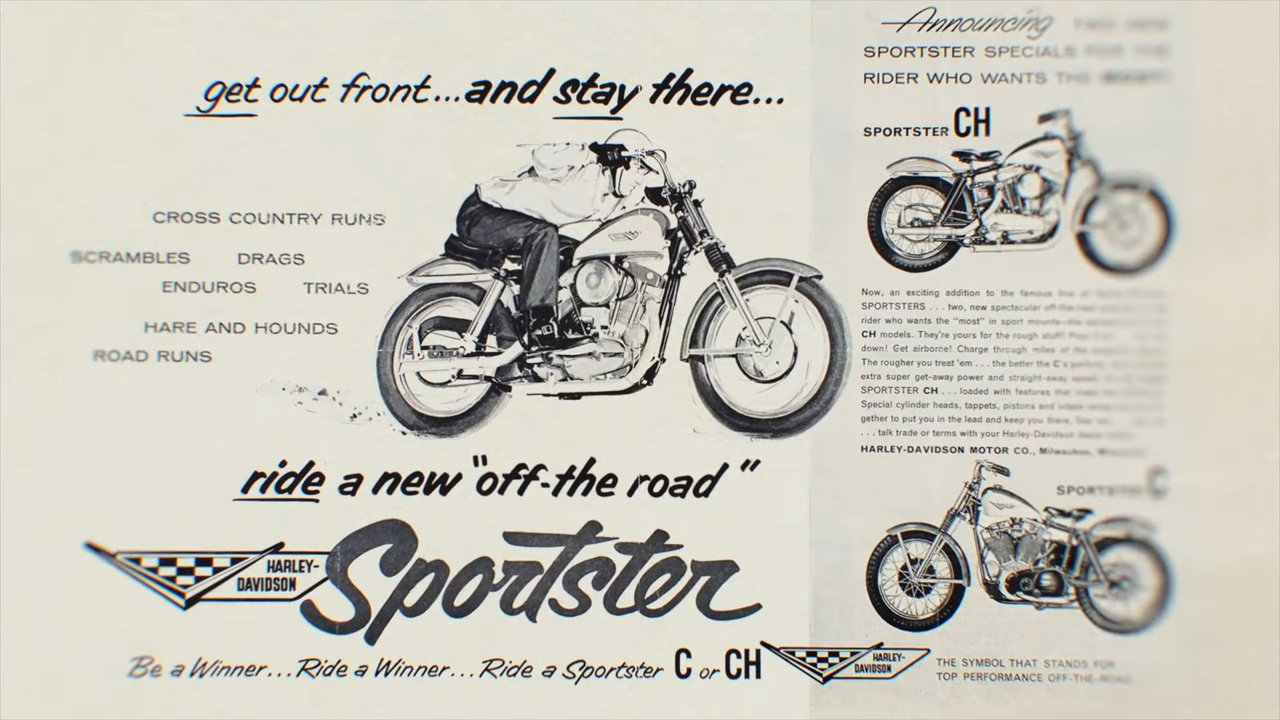 get out front...and stay there...
CROSS COUNTRY RUNS
SCRAMBLES DRAGS
ENDUROS TRIALS
HARE AND HOUNDS
ROAD RUNS
ride a new "off-the road"
HARLEY-
DAVIDSON
Sportster
Be a Winner...Ride a Winner...Ride a Sportster C or CH
Announcing
SPORTSTER SPECIALS
RIDER WHO WANTS
SPORTSTER CH
Now, an exciting addition to the famous
SPORTSTERS . . . two, new spectacular
rider who wants the "most" in sport
CH models. They're yours for the rough stuff!
down! Get airborne! Charge through miles of
The rougher you treat 'em . . . the better the C's
extra super get-away power and straight-away
SPORTSTER CH . . . loaded with features that
Special cylinder heads, tappets, pistons and
gether to put you in the lead and keep you there.
. . . talk trade or terms with your Harley-Davidson
HARLEY-DAVIDSON MOTOR CO., Milwaukee,
SPORTSTER C
HARLEY-
DAVIDSON
THE SYMBOL THAT STANDS FOR
TOP PERFORMANCE OFF-THE-ROAD